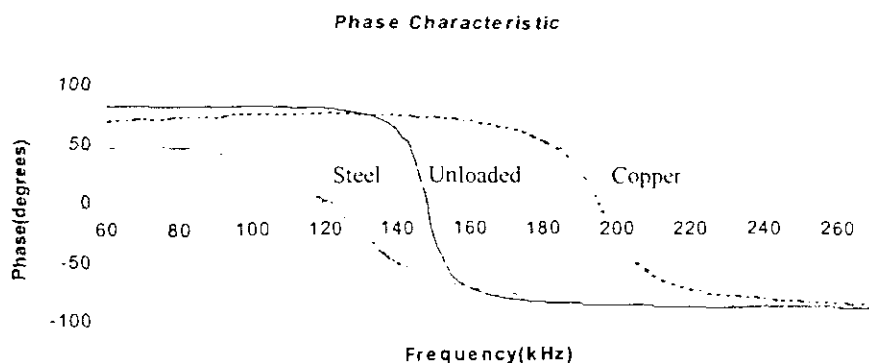 Phase Characteristic
100
50
0
-50
-100
Phase(degrees)
Steel
Unloaded
Copper
60 80 100 120 140 160 180 200 220 240 260
Frequency(kHz)